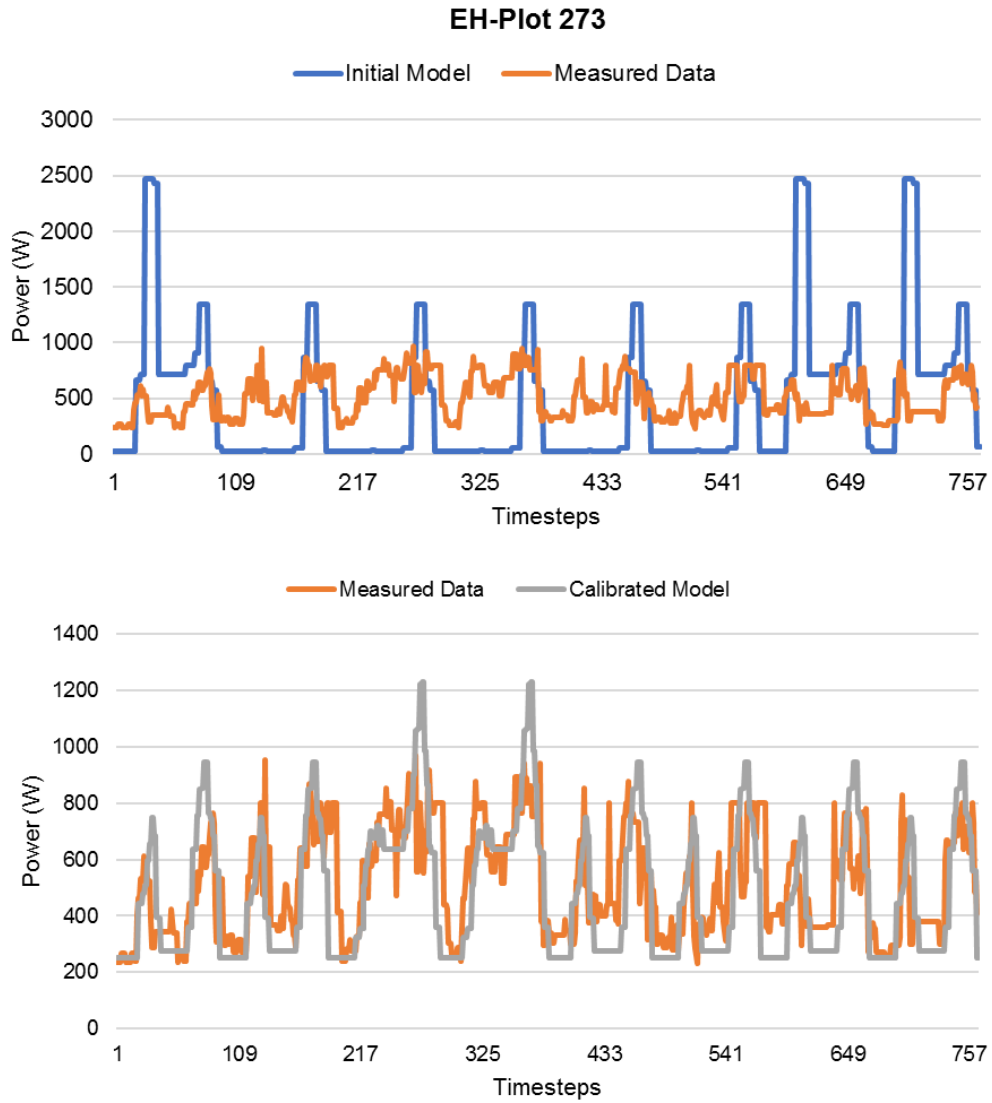 EH-Plot 273
Initial Model Measured Data
3000
2500
2000
1500
1000
500
0
Power (W)
1 109 217 325 433 541 649 757
Timesteps
Measured Data Calibrated Model
1400
1200
1000
800
600
400
200
0
Power (W)
1 109 217 325 433 541 649 757
Timesteps